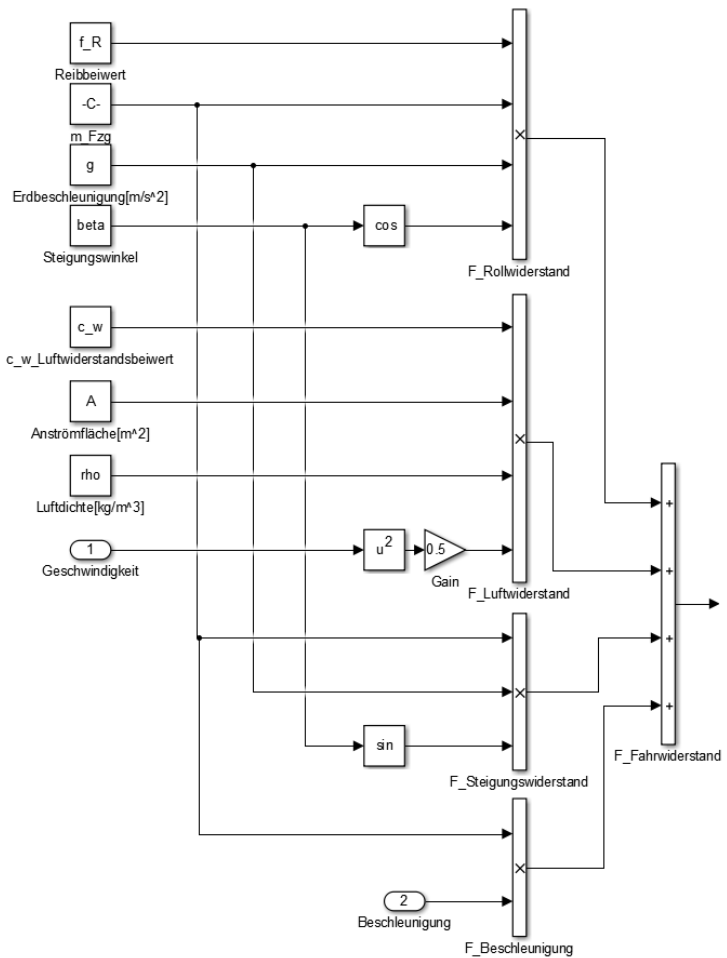 f_R
Reibbeiwert
-C-
m_Fzg
g
Erdbeschleunigung[m/s^2]
beta
Steigungswinkel
cos
×
F_Rollwiderstand
c_w
c_w_Luftwiderstandsbeiwert
A
Anströmfläche[m^2]
rho
Luftdichte[kg/m^3]
1
Geschwindigkeit
u²
0.5
Gain
×
F_Luftwiderstand
sin
×
F_Steigungswiderstand
2
Beschleunigung
×
F_Beschleunigung
+
+
+
+
F_Fahrwiderstand